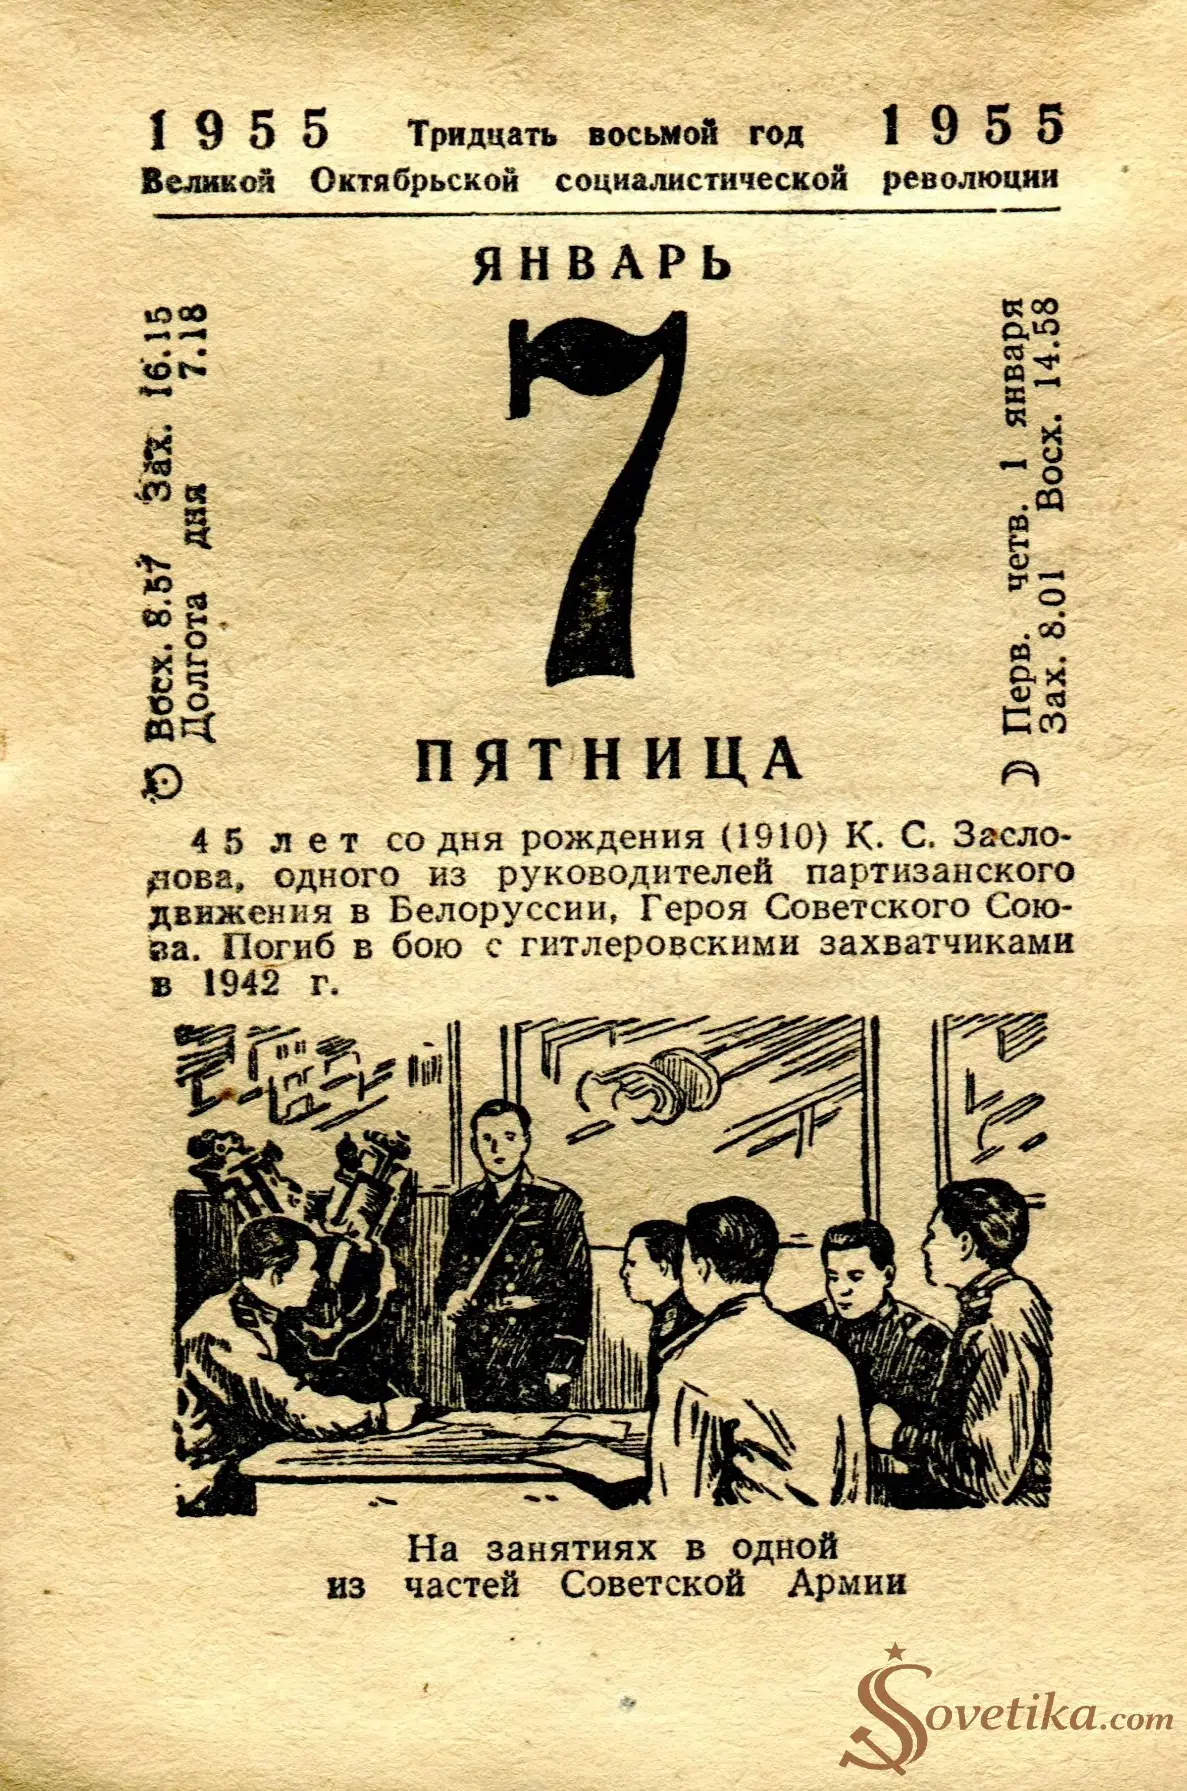 1955 Тридцать восьмой год 1955
Великой Октябрьской социалистической революции
ЯНВАРЬ
Восх. 8.57 Зах. 16.15
Долгота дня 7.18
7
Перв. четв. 1 января
Зах. 8.01 Восх. 14.58
ПЯТНИЦА
45 лет со дня рождения (1910) К. С. Засло-
нова, одного из руководителей партизанского
движения в Белоруссии, Героя Советского Сою-
за. Погиб в бою с гитлеровскими захватчиками
в 1942 г.
На занятиях в одной
из частей Советской Армии
Sovetika.com